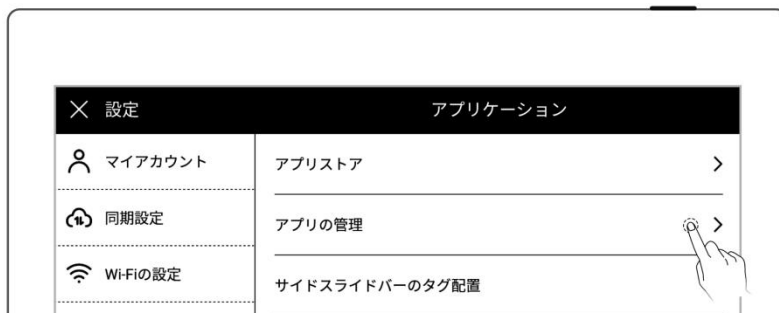 設定
アプリケーション
マイアカウント
アプリストア
同期設定
アプリの管理
Wi-Fiの設定
サイドスライドバーのタグ配置